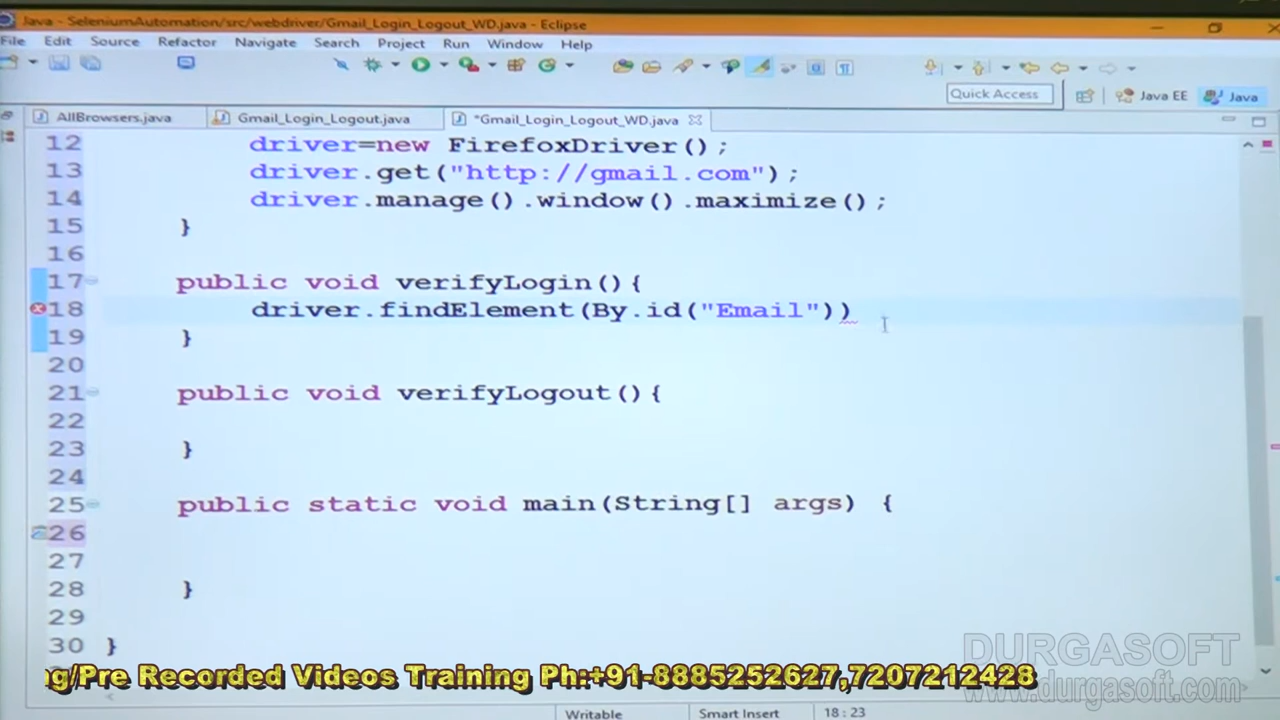 Java - SeleniumAutomation/src/webdriver/Gmail_Login_Logout_WD.java - Eclipse
File Edit Source Refactor Navigate Search Project Run Window Help
Quick Access Java EE Java
AllBrowsers.java Gmail_Login_Logout.java *Gmail_Login_Logout_WD.java
12 driver=new FirefoxDriver();
13 driver.get("http://gmail.com");
14 driver.manage().window().maximize();
15 }
16
17 public void verifyLogin(){
18 driver.findElement(By.id("Email"))
19 }
20
21 public void verifyLogout(){
22
23 }
24
25 public static void main(String[] args) {
26
27
28 }
29
30 }
DURGASOFT
www.durgasoft.com
g/Pre Recorded Videos Training Ph:+91-8885252627,7207212428
Writable Smart Insert 18:23